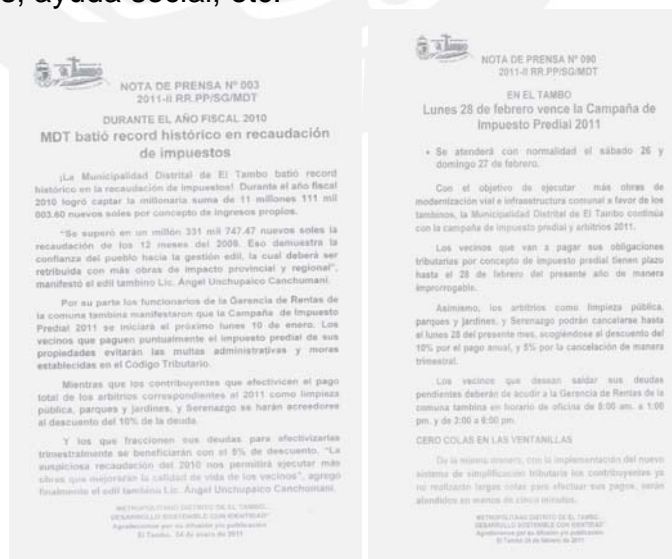 s, ayuda social, etc.
El Tambo
NOTA DE PRENSA Nº 003
2011-II RR.PP/SG/MDT
DURANTE EL AÑO FISCAL 2010
MDT batió record histórico en recaudación
de impuestos
¡La Municipalidad Distrital de El Tambo batió record
histórico en la recaudación de impuestos! Durante el año fiscal
2010 logró captar la millonaria suma de 11 millones 111 mil
003.60 nuevos soles por concepto de ingresos propios.
"Se superó en un millón 331 mil 747.47 nuevos soles la
recaudación de los 12 meses del 2009. Eso demuestra la
confianza del pueblo hacia la gestión edil, la cual deberá ser
retribuida con más obras de impacto provincial y regional",
manifestó el edil tambino Lic. Ángel Unchupaico Canchumani.
Por su parte los funcionarios de la Gerencia de Rentas de
la comuna tambina manifestaron que la Campaña de Impuesto
Predial 2011 se iniciará el próximo lunes 10 de enero. Los
vecinos que paguen puntualmente el impuesto predial de sus
propiedades evitarán las multas administrativas y moras
establecidas en el Codigo Tributario.
Mientras que los contribuyentes que efectivicen el pago
total de los arbitrios correspondientes al 2011 como limpieza
pública, parques y jardines, y Serenazgo se harán acreedores
al descuento del 10% de la deuda.
Y los que fraccionen sus deudas para efectivizarlas
trimestralmente se beneficiarán con el 5% de descuento. "La
auspiciosa recaudación del 2010 nos permitirá ejecutar más
obras que mejorarán la calidad de vida de los vecinos", agregó
finalmente el edil tambino Lic. Ángel Unchupaico Canchumani.
METROPOLITANO DISTRITO DE EL TAMBO...
DESARROLLO SOSTENIBLE CON IDENTIDAD"
Agradecemos por su difusión y/o publicación
El Tambo, 04 de enero de 2011
El Tambo
NOTA DE PRENSA Nº 090
2011-II RR.PP/SG/MDT
EN EL TAMBO
Lunes 28 de febrero vence la Campaña de
Impuesto Predial 2011
• Se atenderá con normalidad el sábado 26 y
domingo 27 de febrero.
Con el objetivo de ejecutar más obras de
modernización vial e infraestructura comunal a favor de los
tambinos, la Municipalidad Distrital de El Tambo continúa
con la campaña de impuesto predial y arbitrios 2011.
Los vecinos que van a pagar sus obligaciones
tributarias por concepto de impuesto predial tienen plazo
hasta el 28 de febrero del presente año de manera
improrrogable.
Asimismo, los arbitrios como limpieza pública,
parques y jardines, y Serenazgo podrán cancelarse hasta
el lunes 28 del presente mes, acogiéndose al descuento del
10% por el pago anual, y 5% por la cancelación de manera
trimestral.
Los vecinos que desean saldar sus deudas
pendientes deberán de acudir a la Gerencia de Rentas de la
comuna tambina en horario de oficina de 8:00 am. a 1:00
pm. y de 3:00 a 6:00 pm.
CERO COLAS EN LAS VENTANILLAS
De la misma manera, con la implementación del nuevo
sistema de simplificación tributaria los contribuyentes ya
no realizarán largas colas para efectuar sus pagos, serán
atendidos en menos de cinco minutos.
METROPOLITANO DISTRITO DE EL TAMBO...
DESARROLLO SOSTENIBLE CON IDENTIDAD"
Agradecemos por su difusión y/o publicación
El Tambo de febrero de 2011